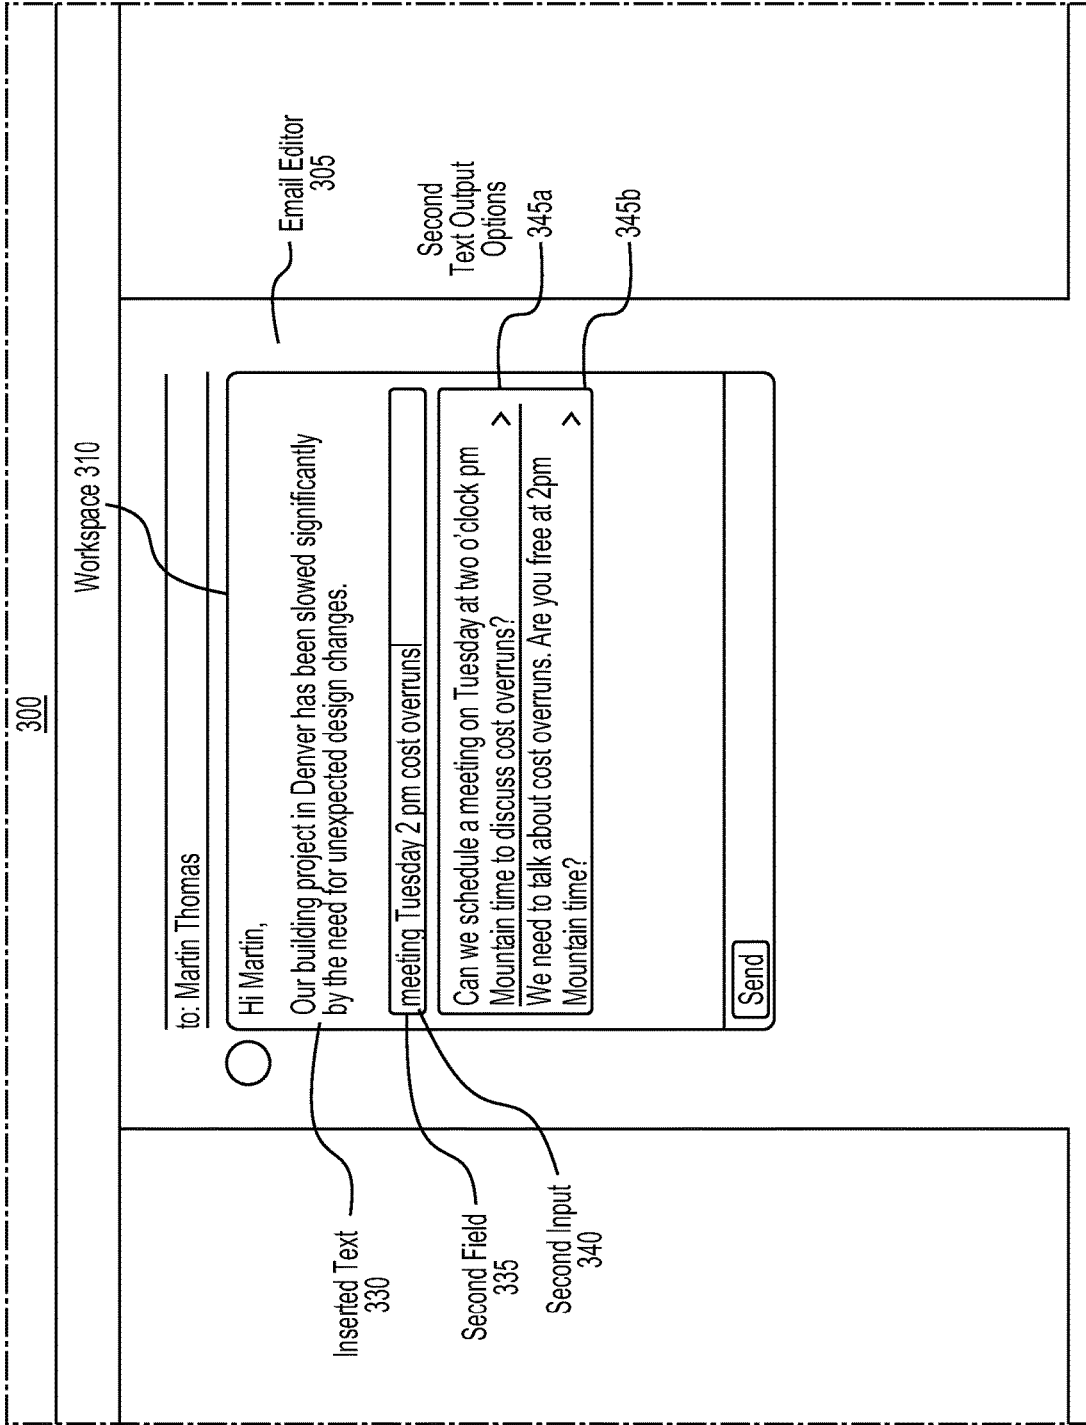 300
Workspace 310
to: Martin Thomas
Hi Martin,
Our building project in Denver has been slowed significantly
by the need for unexpected design changes.
meeting Tuesday 2 pm cost overruns
Can we schedule a meeting on Tuesday at two o'clock pm
Mountain time to discuss cost overruns?
We need to talk about cost overruns. Are you free at 2pm
Mountain time?
Send
Email Editor
305
Second
Text Output
Options
345a
345b
Inserted Text
330
Second Field
335
Second Input
340